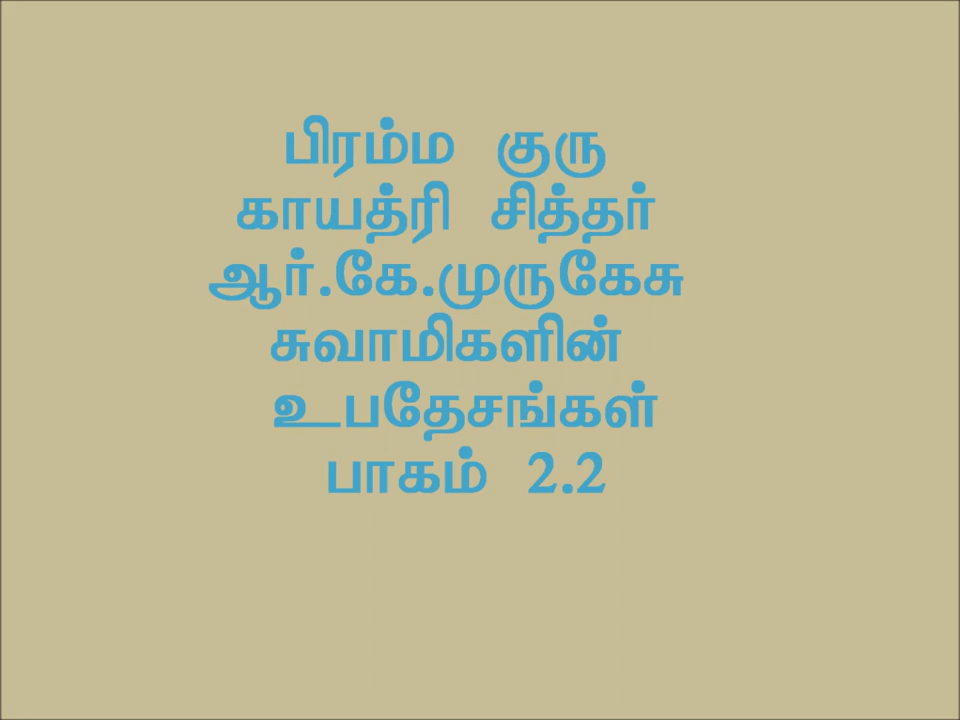 பிரம்ம குரு
காயத்ரி சித்தர்
ஆர்.கே.முருகேசு
சுவாமிகளின்
உபதேசங்கள்
பாகம் 2.2